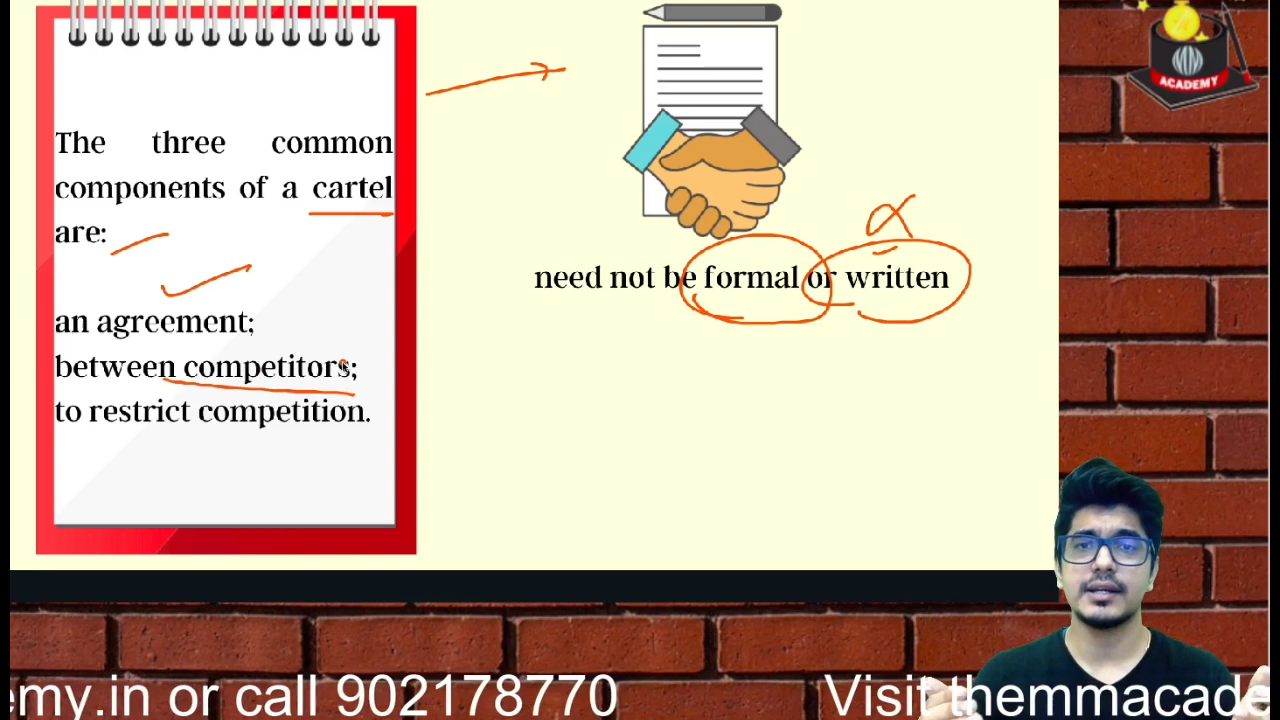 The three common
components of a cartel
are:
an agreement;
between competitors;
to restrict competition.
need not be formal or written
ACADEMY
emy.in or call 902178770
Visit themmacade